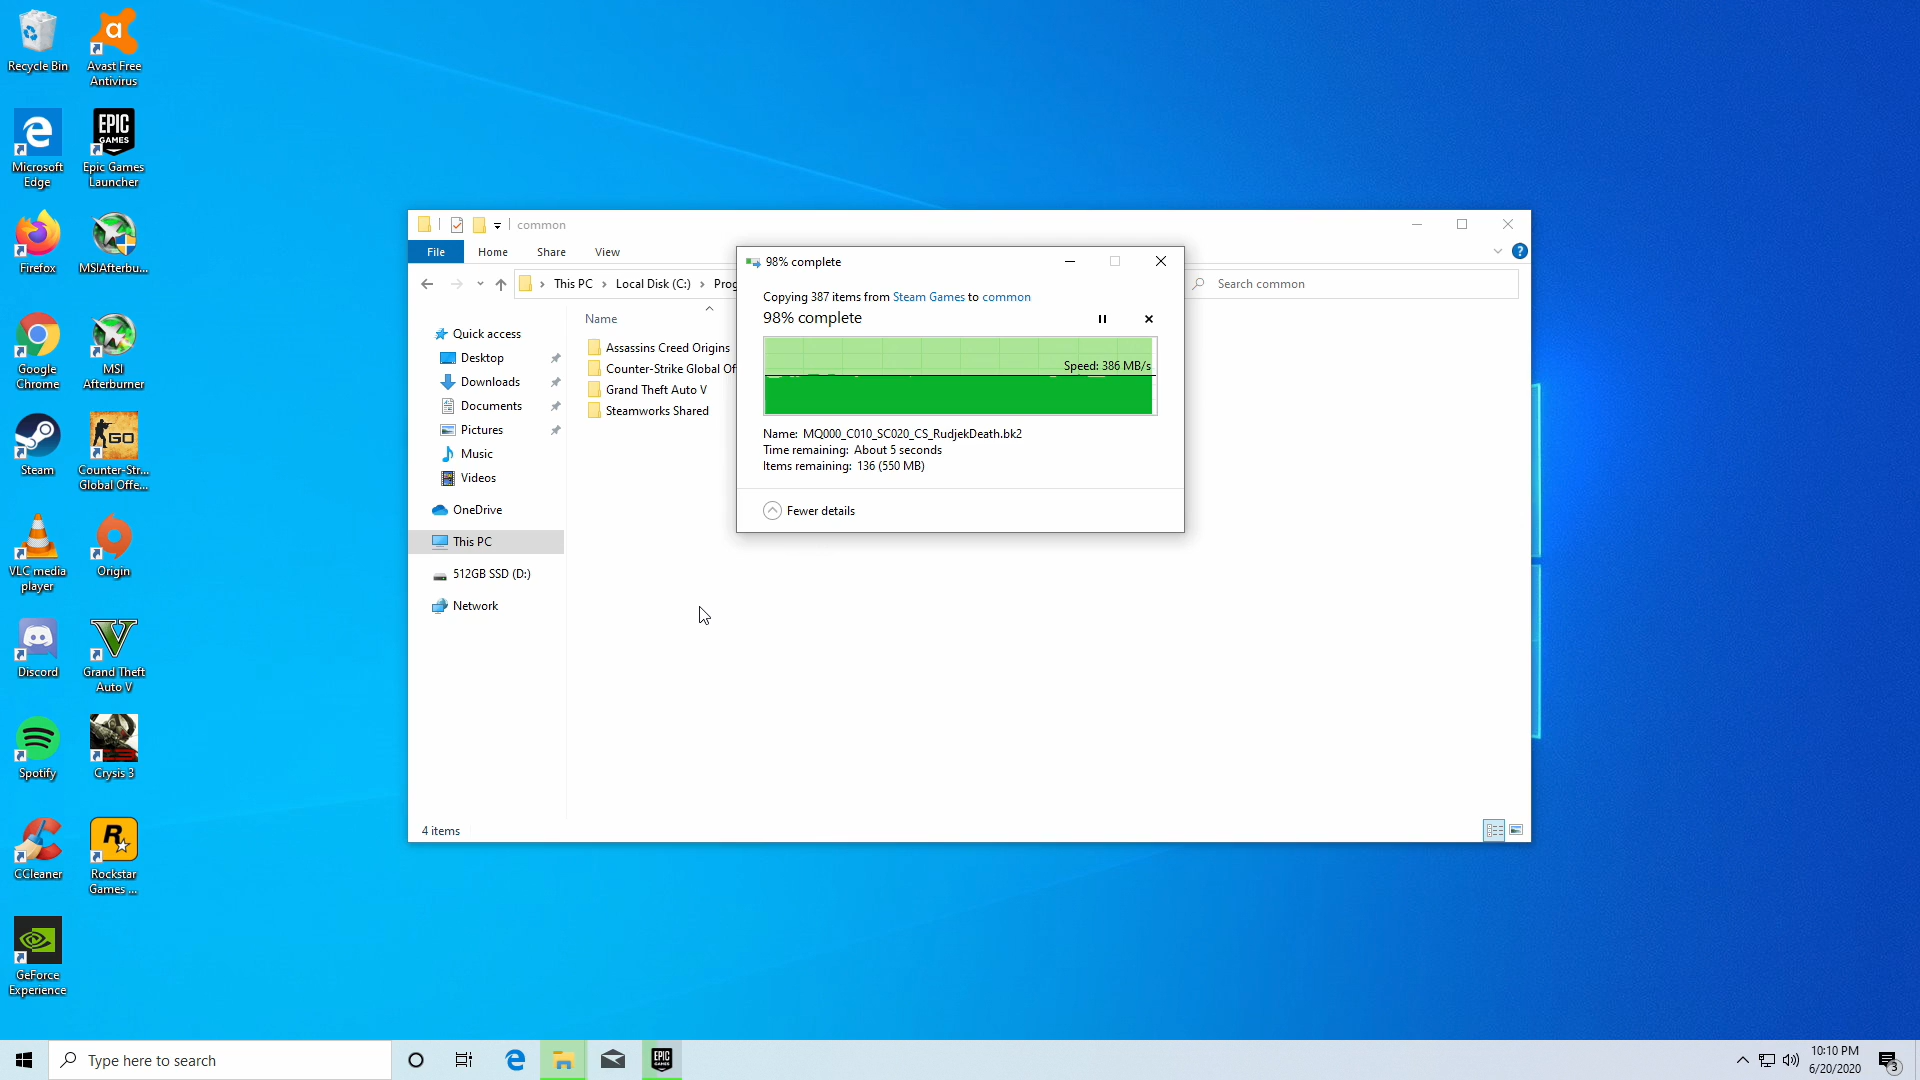 Recycle Bin
Avast Free
Antivirus
Microsoft
Edge
EPIC
GAMES
Epic Games
Launcher
Firefox
MSIAfterbu...
Google
Chrome
MSI
Afterburner
Steam
GO
Counter-Str...
Global Offe...
VLC media
player
Origin
Discord
Grand Theft
Auto V
Spotify
Crysis 3
CCleaner
Rockstar
Games ...
GeForce
Experience
common
File
Home
Share
View
This PC
Local Disk (C:)
Prog
Search common
Quick access
Desktop
Downloads
Documents
Pictures
Music
Videos
OneDrive
This PC
512GB SSD (D:)
Network
Name
Assassins Creed Origins
Counter-Strike Global Of
Grand Theft Auto V
Steamworks Shared
4 items
98% complete
Copying 387 items from Steam Games to common
98% complete
Speed: 386 MB/s
Name: MQ000_C010_SC020_CS_RudjekDeath.bk2
Time remaining: About 5 seconds
Items remaining: 136 (550 MB)
Fewer details
Type here to search
EPIC
GAMES
10:10 PM
6/20/2020
3